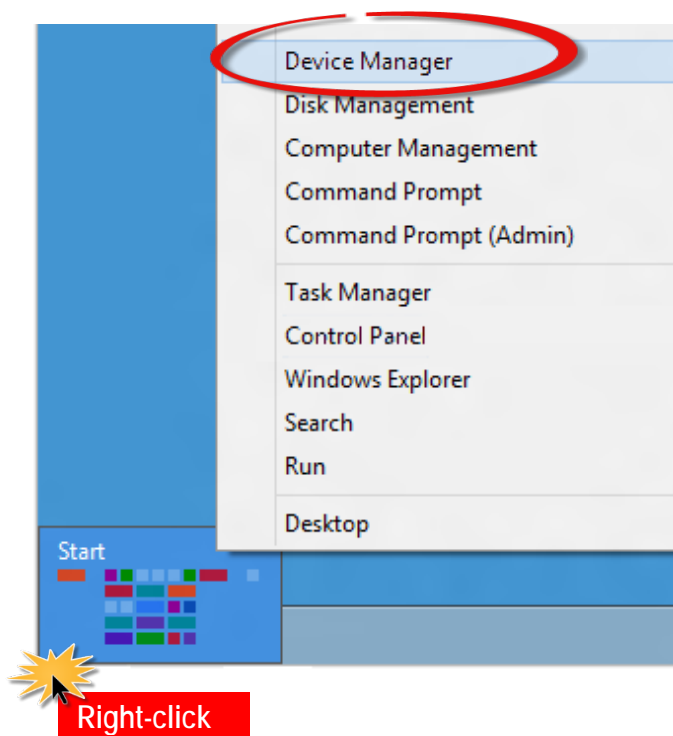 Device Manager
Disk Management
Computer Management
Command Prompt
Command Prompt (Admin)
Task Manager
Control Panel
Windows Explorer
Search
Run
Desktop
Start
Right-click